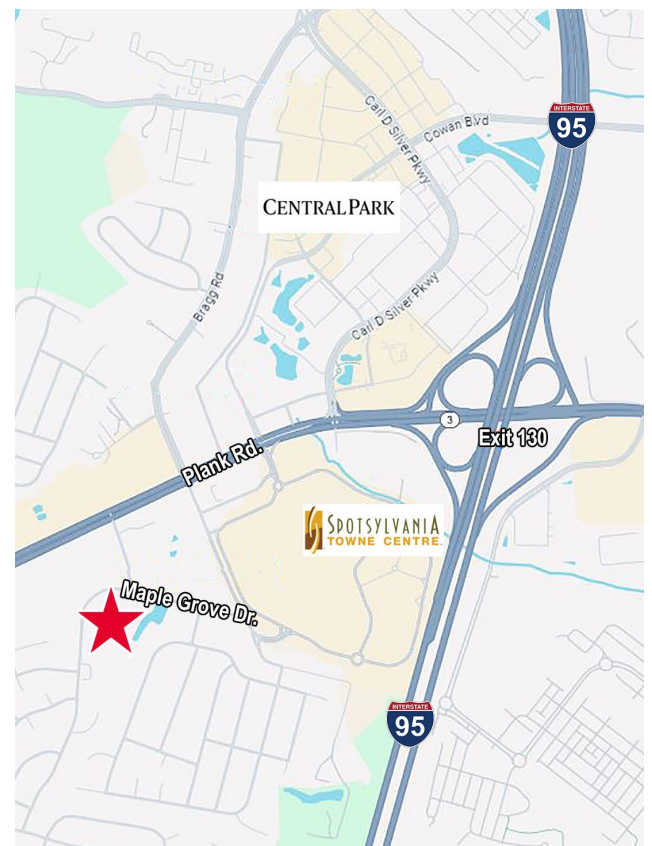 INTERSTATE
95
Carl D Silver Pkwy
Cowan Blvd
CENTRAL PARK
Bragg Rd
Carl D Silver Pkwy
3
Exit 130
Plank Rd.
SPOTSYLVANIA
TOWNE CENTRE
Maple Grove Dr.
INTERSTATE
95